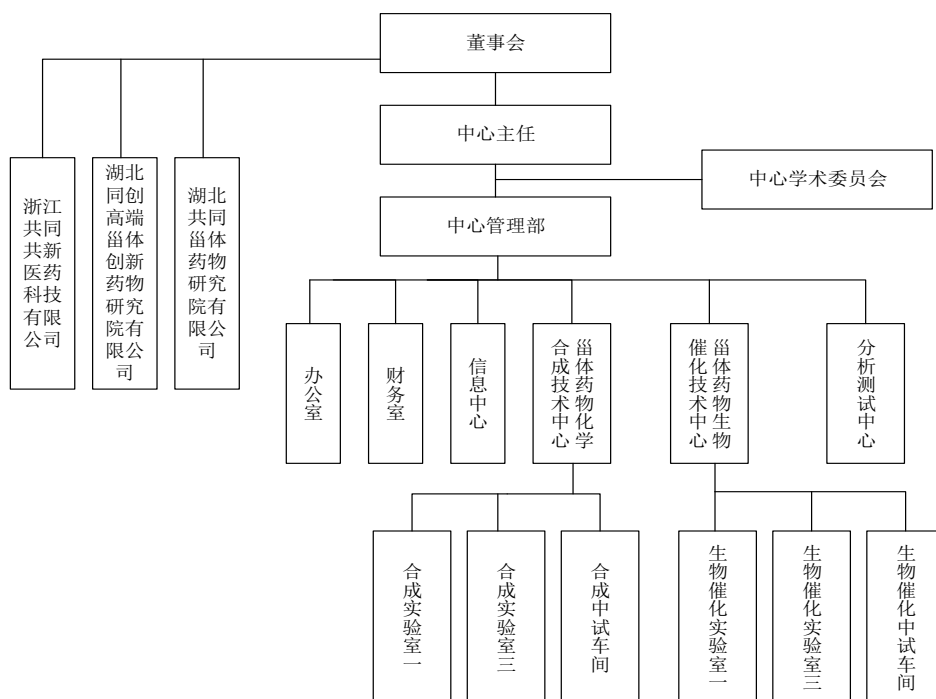 董事会
中心主任
中心学术委员会
中心管理部
浙江
共同
共新
医药
科技
有限
公司
湖北
同创
高端
甾体
创新
药物
研究
院有
限公
司
湖北
共同
甾体
药物
研究
院有
限公
司
办公室
财务室
信息中心
甾体药物化学
合成技术中心
甾体药物生物
催化技术中心
分析测试中心
合成实验室一
合成实验室三
合成中试车间
生物催化实验室一
生物催化实验室三
生物催化中试车间